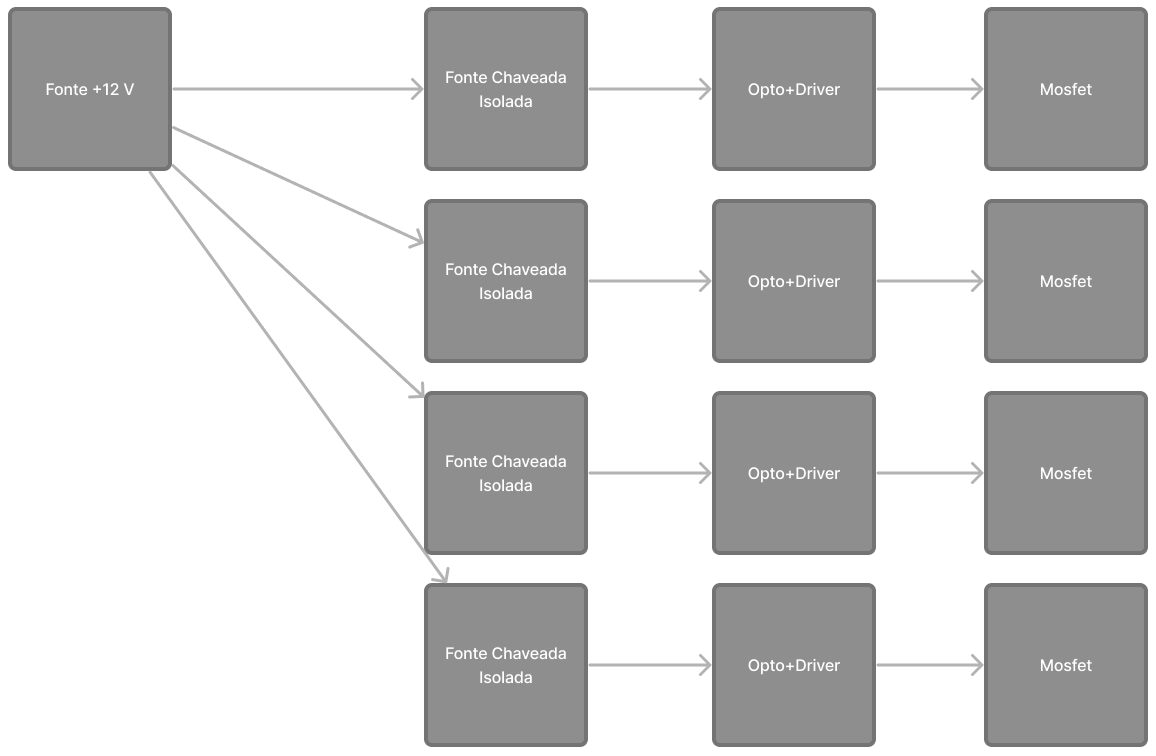 Fonte +12 V
Fonte Chaveada
Isolada
Opto+Driver
Mosfet
Fonte Chaveada
Isolada
Opto+Driver
Mosfet
Fonte Chaveada
Isolada
Opto+Driver
Mosfet
Fonte Chaveada
Isolada
Opto+Driver
Mosfet